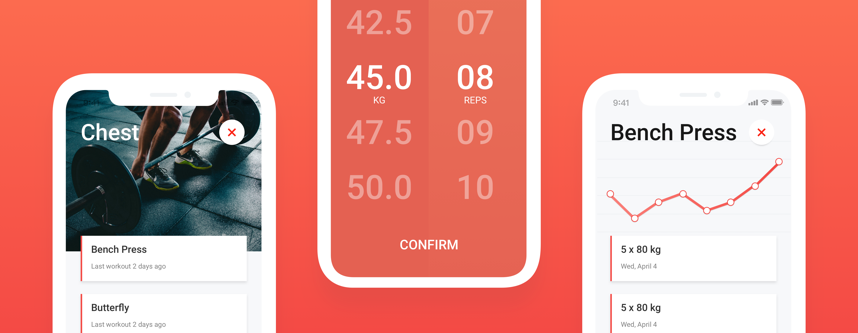 Chest
Bench Press
Last workout 2 days ago
Butterfly
Last workout 2 days ago
42.5 07
45.0 08
KG REPS
47.5 09
50.0 10
CONFIRM
9:41
Bench Press
5 x 80 kg
Wed, April 4
5 x 80 kg
Wed, April 4